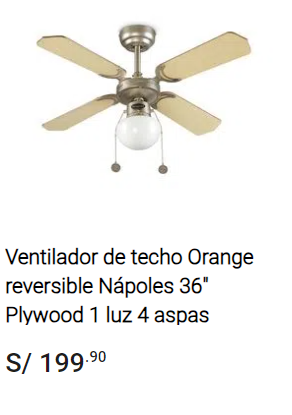 Ventilador de techo Orange
reversible Nápoles 36"
Plywood 1 luz 4 aspas
S/ 199.90